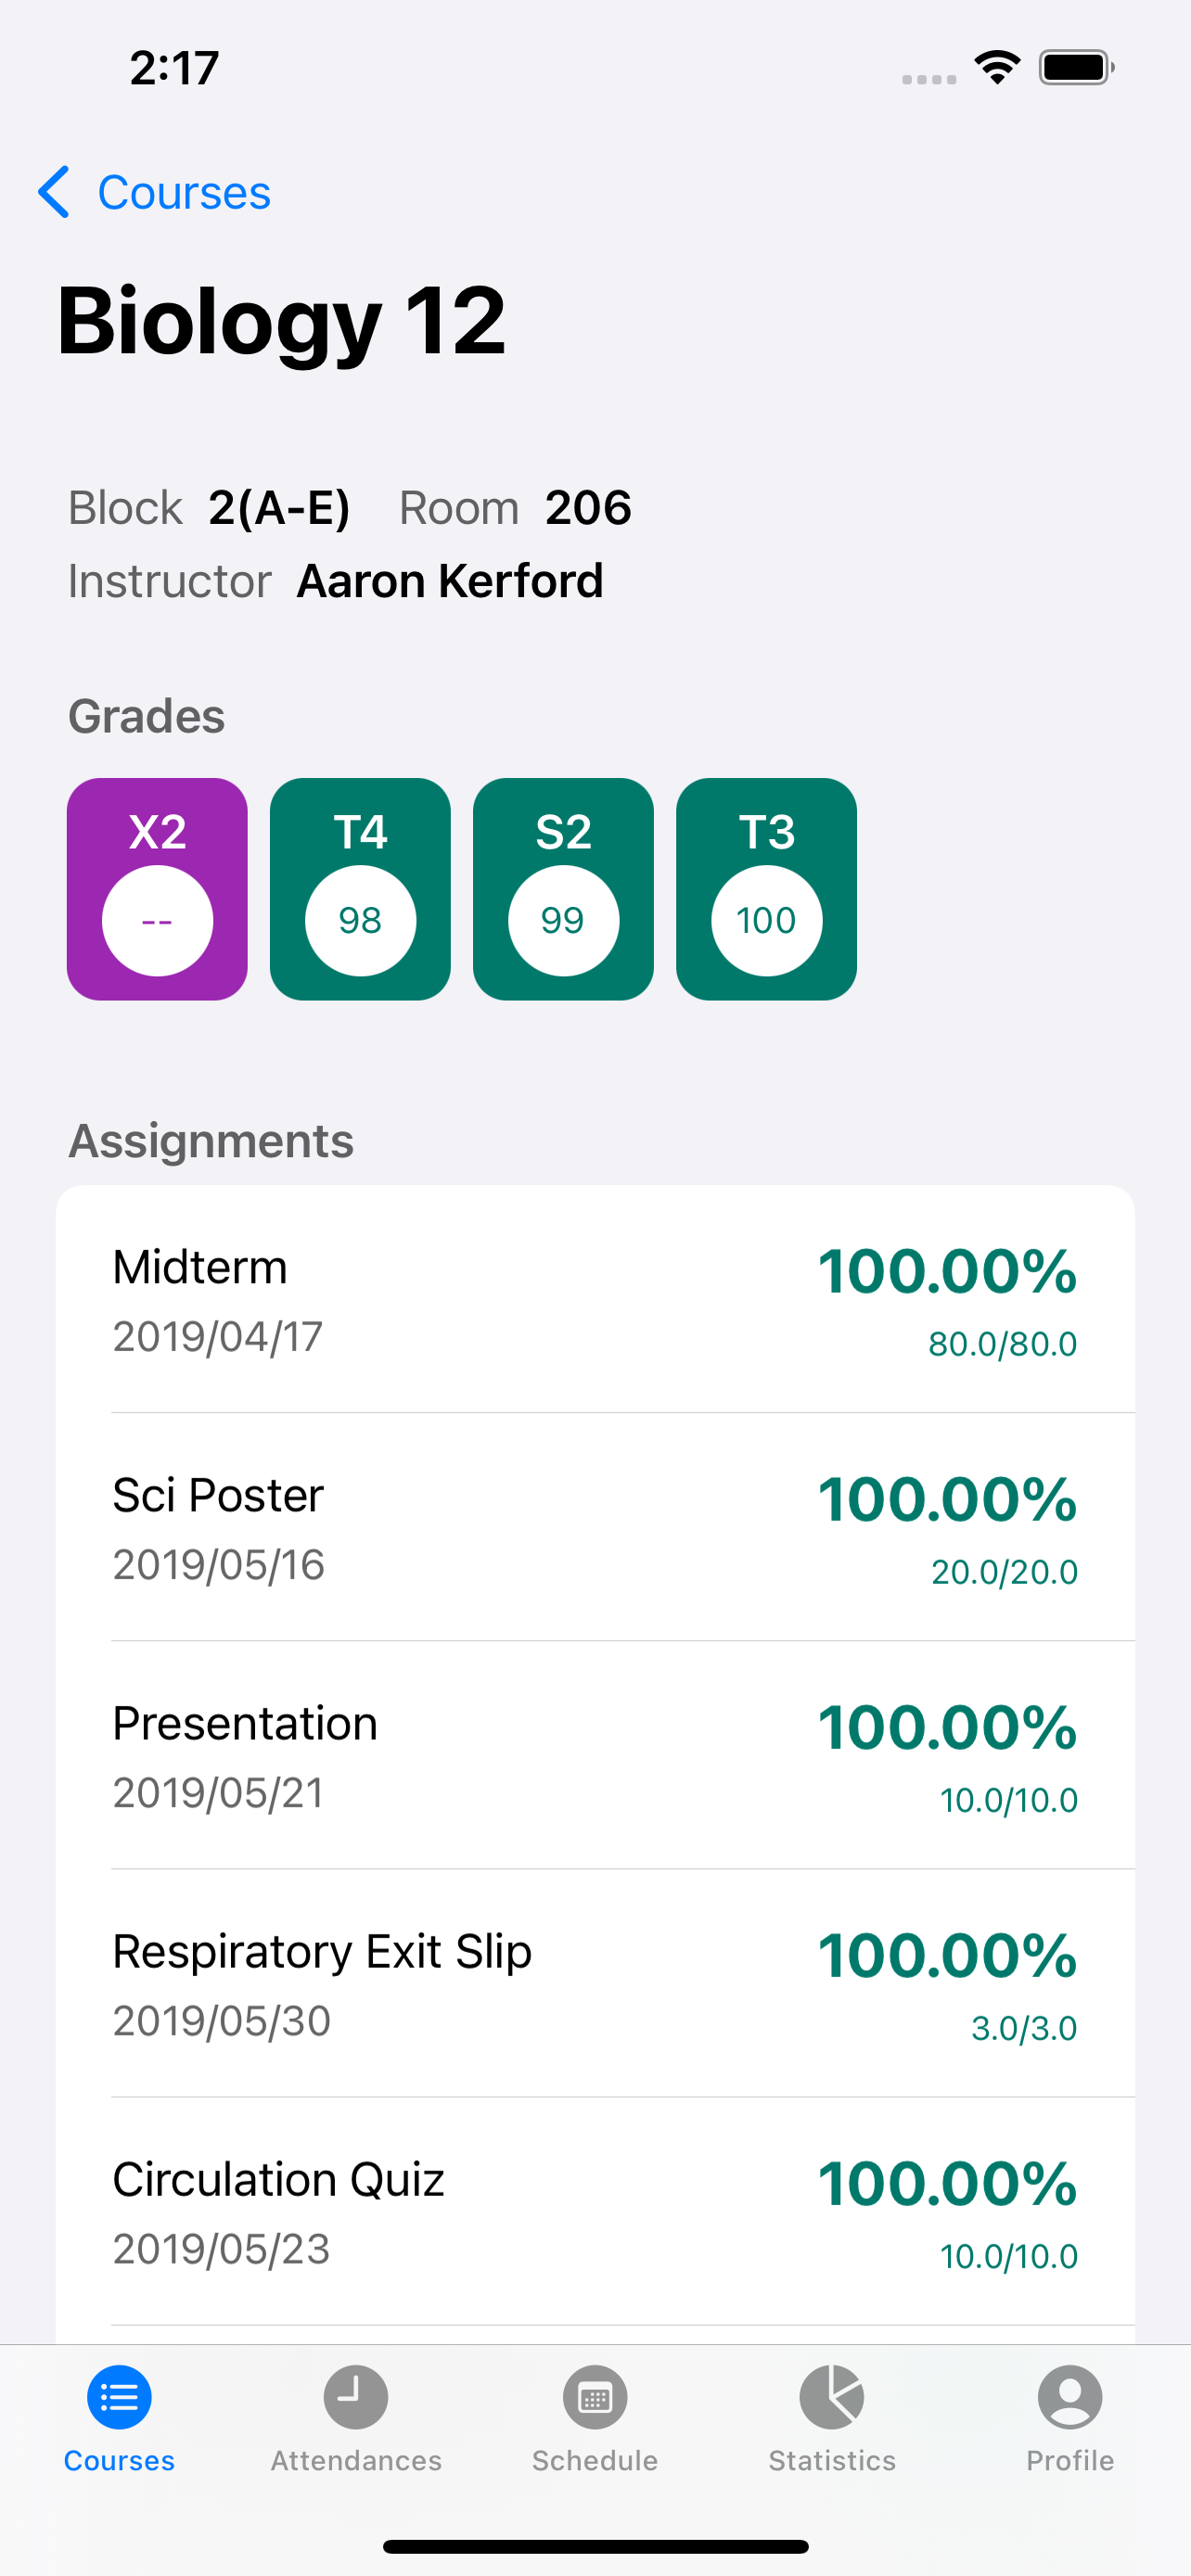 2:17
Courses
Biology 12
Block 2(A-E) Room 206
Instructor Aaron Kerford
Grades
X2 T4 S2 T3
-- 98 99 100
Assignments
Midterm 100.00%
2019/04/17 80.0/80.0
Sci Poster 100.00%
2019/05/16 20.0/20.0
Presentation 100.00%
2019/05/21 10.0/10.0
Respiratory Exit Slip 100.00%
2019/05/30 3.0/3.0
Circulation Quiz 100.00%
2019/05/23 10.0/10.0
Courses Attendances Schedule Statistics Profile